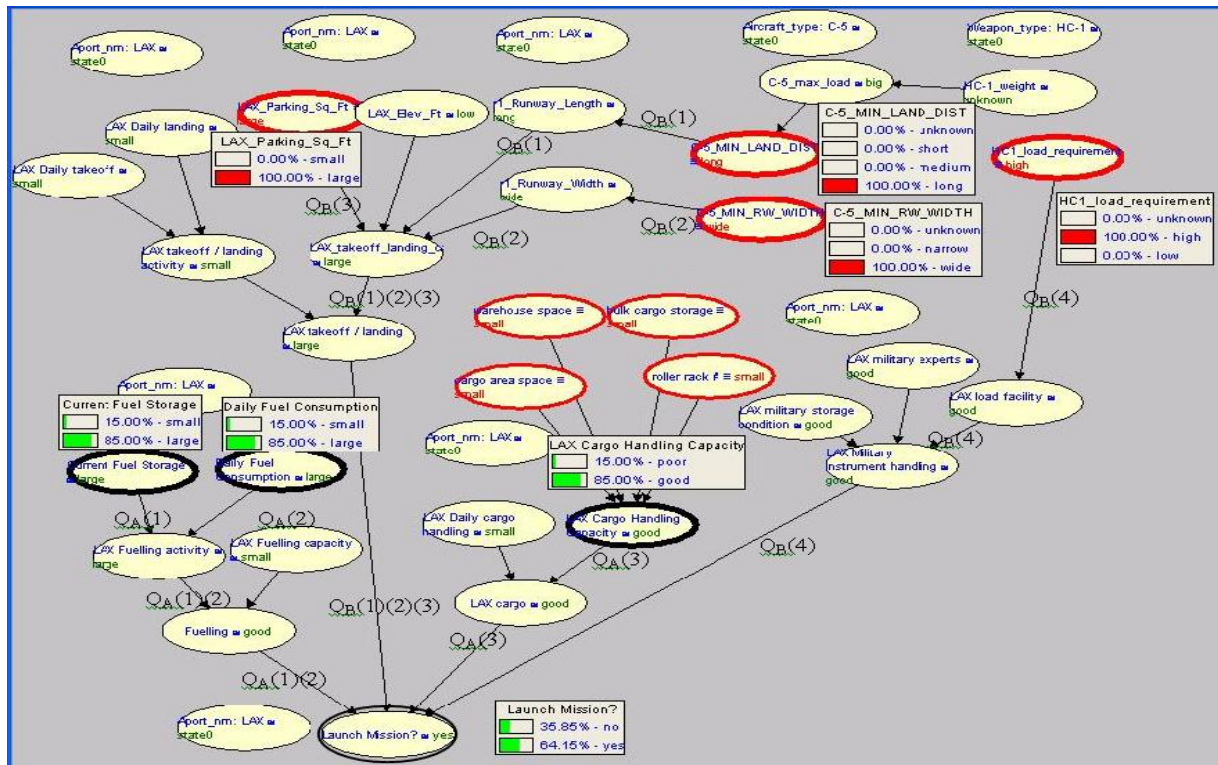 Aport_nm: LAX ≅
state0
Aport_nm: LAX ≅
state0
Aport_nm: LAX ≅
state0
Aircraft_type: C-5 ≅
state0
Weapon_type: HC-1 ≅
state0
C-5_max_load ≅ big
HC-1_weight ≅
unknown
LAX_Parking_Sq_Ft ≡
large
LAX_Elev_Ft ≅ low
r1_Runway_Length ≅
long
QB(1)
C-5_MIN_LAND_DIST
long
C-5_MIN_LAND_DIST
0.00% - unknown
0.00% - short
0.00% - medium
100.00% - long
HC1_load_requirement
≡ high
LAX Daily landing ≅
small
LAX_Parking_Sq_Ft
0.00% - small
100.00% - large
QB(1)
LAX Daily takeoff ≅
small
QB(3)
r1_Runway_Width ≅
wide
QB(2)
QB(2)
C-5_MIN_RW_WIDTH
wide
C-5_MIN_RW_WIDTH
0.00% - unknown
0.00% - narrow
100.00% - wide
HC1_load_requirement
0.00% - unknown
100.00% - high
0.00% - low
LAX takeoff / landing
activity ≅ small
LAX_takeoff_landing_c
≅ large
QB(1)(2)(3)
QB(4)
LAX takeoff / landing
≅ large
warehouse space ≡
small
bulk cargo storage ≡
small
Aport_nm: LAX ≅
state0
cargo area space ≡
small
roller rack # ≡ small
LAX military experts ≅
good
Aport_nm: LAX ≅
LAX load facility ≅
good
Current Fuel Storage
15.00% - small
85.00% - large
Daily Fuel Consumption
15.00% - small
85.00% - large
LAX military storage
condition ≅ good
QB(4)
Aport_nm: LAX ≅
state0
LAX Cargo Handling Capacity
15.00% - poor
85.00% - good
LAX Military
Instrument handling ≅
good
Current Fuel Storage
≅ large
Daily Fuel
Consumption ≅ large
QA(1)
QA(2)
LAX Daily cargo
handling ≅ small
LAX Cargo Handling
Capacity ≅ good
LAX Fuelling activity ≅
large
LAX Fuelling capacity
≅ small
QA(3)
QB(4)
QA(1)(2)
QB(1)(2)(3)
LAX cargo ≅ good
Fuelling ≅ good
QA(3)
QA(1)(2)
Aport_nm: LAX ≅
state0
Launch Mission? ≅ yes
Launch Mission?
35.85% - no
64.15% - yes